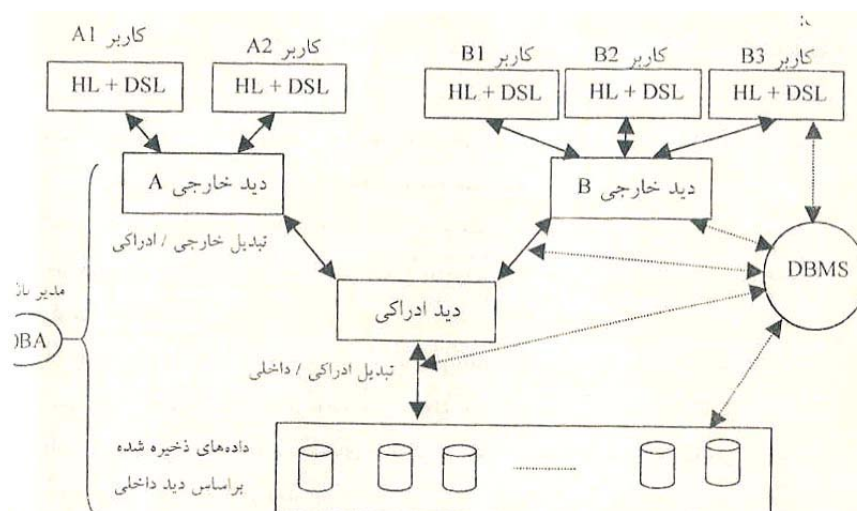 کاربر A1
کاربر A2
کاربر B1
کاربر B2
کاربر B3
HL + DSL
HL + DSL
HL + DSL
HL + DSL
HL + DSL
دید خارجی A
دید خارجی B
تبدیل خارجی / ادراکی
DBMS
مدیر
دید ادراکی
DBA
تبدیل ادراکی / داخلی
داده‌های ذخیره شده
براساس دید داخلی